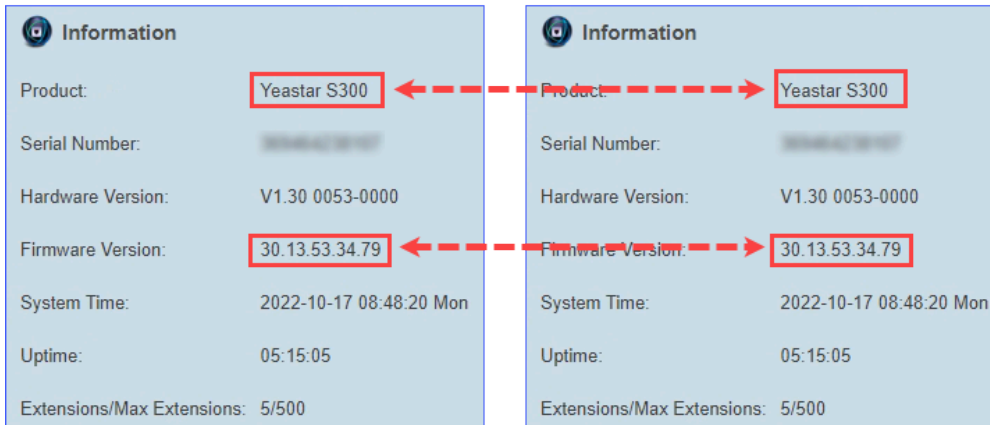 Information
Product: Yeastar S300
Serial Number:
Hardware Version: V1.30 0053-0000
Firmware Version: 30.13.53.34.79
System Time: 2022-10-17 08:48:20 Mon
Uptime: 05:15:05
Extensions/Max Extensions: 5/500
Information
Product: Yeastar S300
Serial Number:
Hardware Version: V1.30 0053-0000
Firmware Version: 30.13.53.34.79
System Time: 2022-10-17 08:48:20 Mon
Uptime: 05:15:05
Extensions/Max Extensions: 5/500